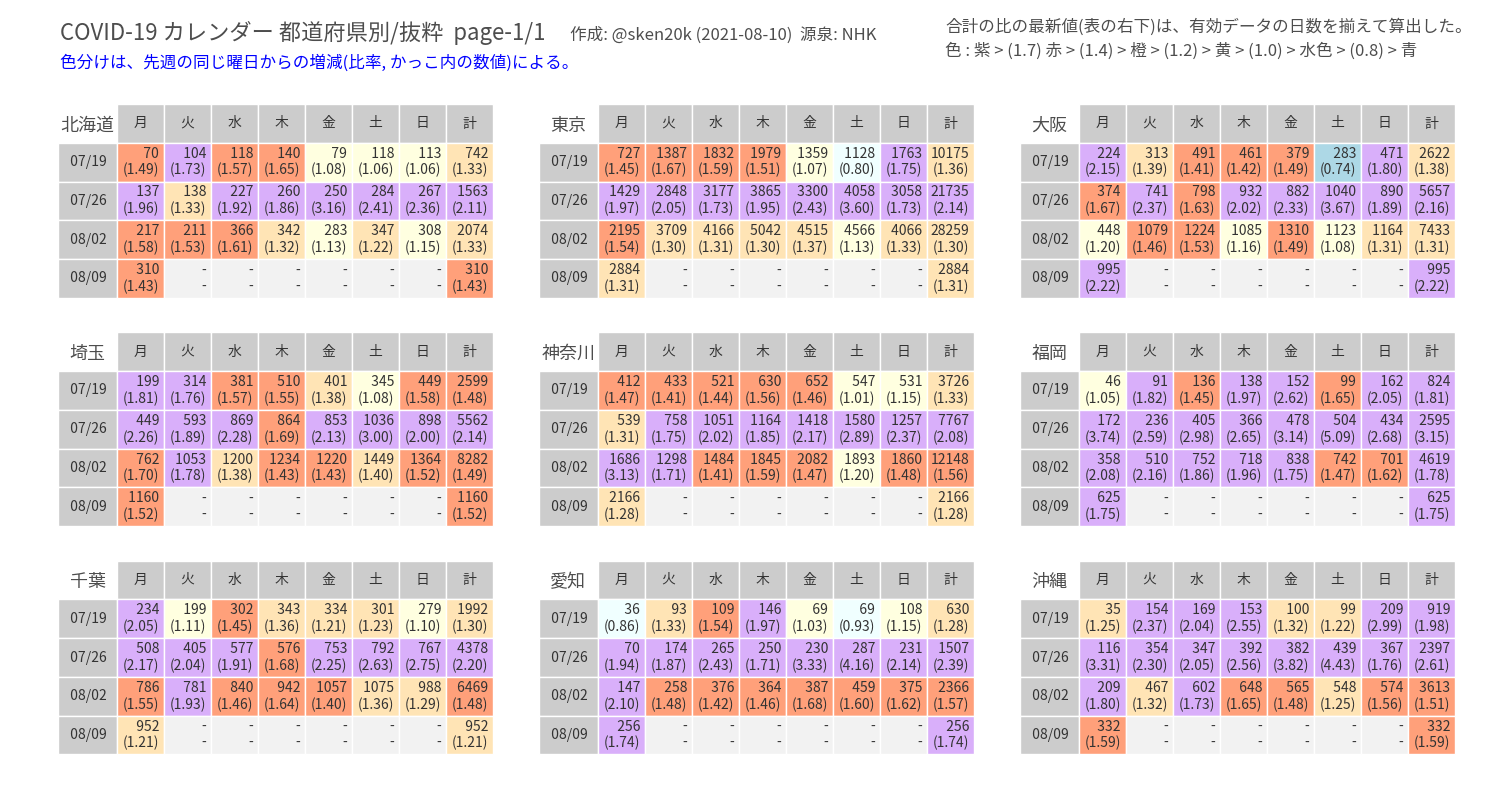 COVID-19 カレンダー 都道府県別/抜粋 page-1/1 作成: @sken20k (2021-08-10) 源泉: NHK
色分けは、先週の同じ曜日からの増減(比率, かっこ内の数値)による。
合計の比の最新値(表の右下)は、有効データの日数を揃えて算出した。
色 : 紫 > (1.7) 赤 > (1.4) > 橙 > (1.2) > 黄 > (1.0) > 水色 > (0.8) > 青
北海道 月 火 水 木 金 土 日 計
07/19 70 104 118 140 79 118 113 742
(1.49) (1.73) (1.57) (1.65) (1.08) (1.06) (1.06) (1.33)
07/26 137 138 227 260 250 284 267 1563
(1.96) (1.33) (1.92) (1.86) (3.16) (2.41) (2.36) (2.11)
08/02 217 211 366 342 283 347 308 2074
(1.58) (1.53) (1.61) (1.32) (1.13) (1.22) (1.15) (1.33)
08/09 310 - - - - - - 310
(1.43) - - - - - - (1.43)
東京 月 火 水 木 金 土 日 計
07/19 727 1387 1832 1979 1359 1128 1763 10175
(1.45) (1.67) (1.59) (1.51) (1.07) (0.80) (1.75) (1.36)
07/26 1429 2848 3177 3865 3300 4058 3058 21735
(1.97) (2.05) (1.73) (1.95) (2.43) (3.60) (1.73) (2.14)
08/02 2195 3709 4166 5042 4515 4566 4066 28259
(1.54) (1.30) (1.31) (1.30) (1.37) (1.13) (1.33) (1.30)
08/09 2884 - - - - - - 2884
(1.31) - - - - - - (1.31)
大阪 月 火 水 木 金 土 日 計
07/19 224 313 491 461 379 283 471 2622
(2.15) (1.39) (1.41) (1.42) (1.49) (0.74) (1.80) (1.38)
07/26 374 741 798 932 882 1040 890 5657
(1.67) (2.37) (1.63) (2.02) (2.33) (3.67) (1.89) (2.16)
08/02 448 1079 1224 1085 1310 1123 1164 7433
(1.20) (1.46) (1.53) (1.16) (1.49) (1.08) (1.31) (1.31)
08/09 995 - - - - - - 995
(2.22) - - - - - - (2.22)
埼玉 月 火 水 木 金 土 日 計
07/19 199 314 381 510 401 345 449 2599
(1.81) (1.76) (1.57) (1.55) (1.38) (1.08) (1.58) (1.48)
07/26 449 593 869 864 853 1036 898 5562
(2.26) (1.89) (2.28) (1.69) (2.13) (3.00) (2.00) (2.14)
08/02 762 1053 1200 1234 1220 1449 1364 8282
(1.70) (1.78) (1.38) (1.43) (1.43) (1.40) (1.52) (1.49)
08/09 1160 - - - - - - 1160
(1.52) - - - - - - (1.52)
神奈川 月 火 水 木 金 土 日 計
07/19 412 433 521 630 652 547 531 3726
(1.47) (1.41) (1.44) (1.56) (1.46) (1.01) (1.15) (1.33)
07/26 539 758 1051 1164 1418 1580 1257 7767
(1.31) (1.75) (2.02) (1.85) (2.17) (2.89) (2.37) (2.08)
08/02 1686 1298 1484 1845 2082 1893 1860 12148
(3.13) (1.71) (1.41) (1.59) (1.47) (1.20) (1.48) (1.56)
08/09 2166 - - - - - - 2166
(1.28) - - - - - - (1.28)
福岡 月 火 水 木 金 土 日 計
07/19 46 91 136 138 152 99 162 824
(1.05) (1.82) (1.45) (1.97) (2.62) (1.65) (2.05) (1.81)
07/26 172 236 405 366 478 504 434 2595
(3.74) (2.59) (2.98) (2.65) (3.14) (5.09) (2.68) (3.15)
08/02 358 510 752 718 838 742 701 4619
(2.08) (2.16) (1.86) (1.96) (1.75) (1.47) (1.62) (1.78)
08/09 625 - - - - - - 625
(1.75) - - - - - - (1.75)
千葉 月 火 水 木 金 土 日 計
07/19 234 199 302 343 334 301 279 1992
(2.05) (1.11) (1.45) (1.36) (1.21) (1.23) (1.10) (1.30)
07/26 508 405 577 576 753 792 767 4378
(2.17) (2.04) (1.91) (1.68) (2.25) (2.63) (2.75) (2.20)
08/02 786 781 840 942 1057 1075 988 6469
(1.55) (1.93) (1.46) (1.64) (1.40) (1.36) (1.29) (1.48)
08/09 952 - - - - - - 952
(1.21) - - - - - - (1.21)
愛知 月 火 水 木 金 土 日 計
07/19 36 93 109 146 69 69 108 630
(0.86) (1.33) (1.54) (1.97) (1.03) (0.93) (1.15) (1.28)
07/26 70 174 265 250 230 287 231 1507
(1.94) (1.87) (2.43) (1.71) (3.33) (4.16) (2.14) (2.39)
08/02 147 258 376 364 387 459 375 2366
(2.10) (1.48) (1.42) (1.46) (1.68) (1.60) (1.62) (1.57)
08/09 256 - - - - - - 256
(1.74) - - - - - - (1.74)
沖縄 月 火 水 木 金 土 日 計
07/19 35 154 169 153 100 99 209 919
(1.25) (2.37) (2.04) (2.55) (1.32) (1.22) (2.99) (1.98)
07/26 116 354 347 392 382 439 367 2397
(3.31) (2.30) (2.05) (2.56) (3.82) (4.43) (1.76) (2.61)
08/02 209 467 602 648 565 548 574 3613
(1.80) (1.32) (1.73) (1.65) (1.48) (1.25) (1.56) (1.51)
08/09 332 - - - - - - 332
(1.59) - - - - - - (1.59)